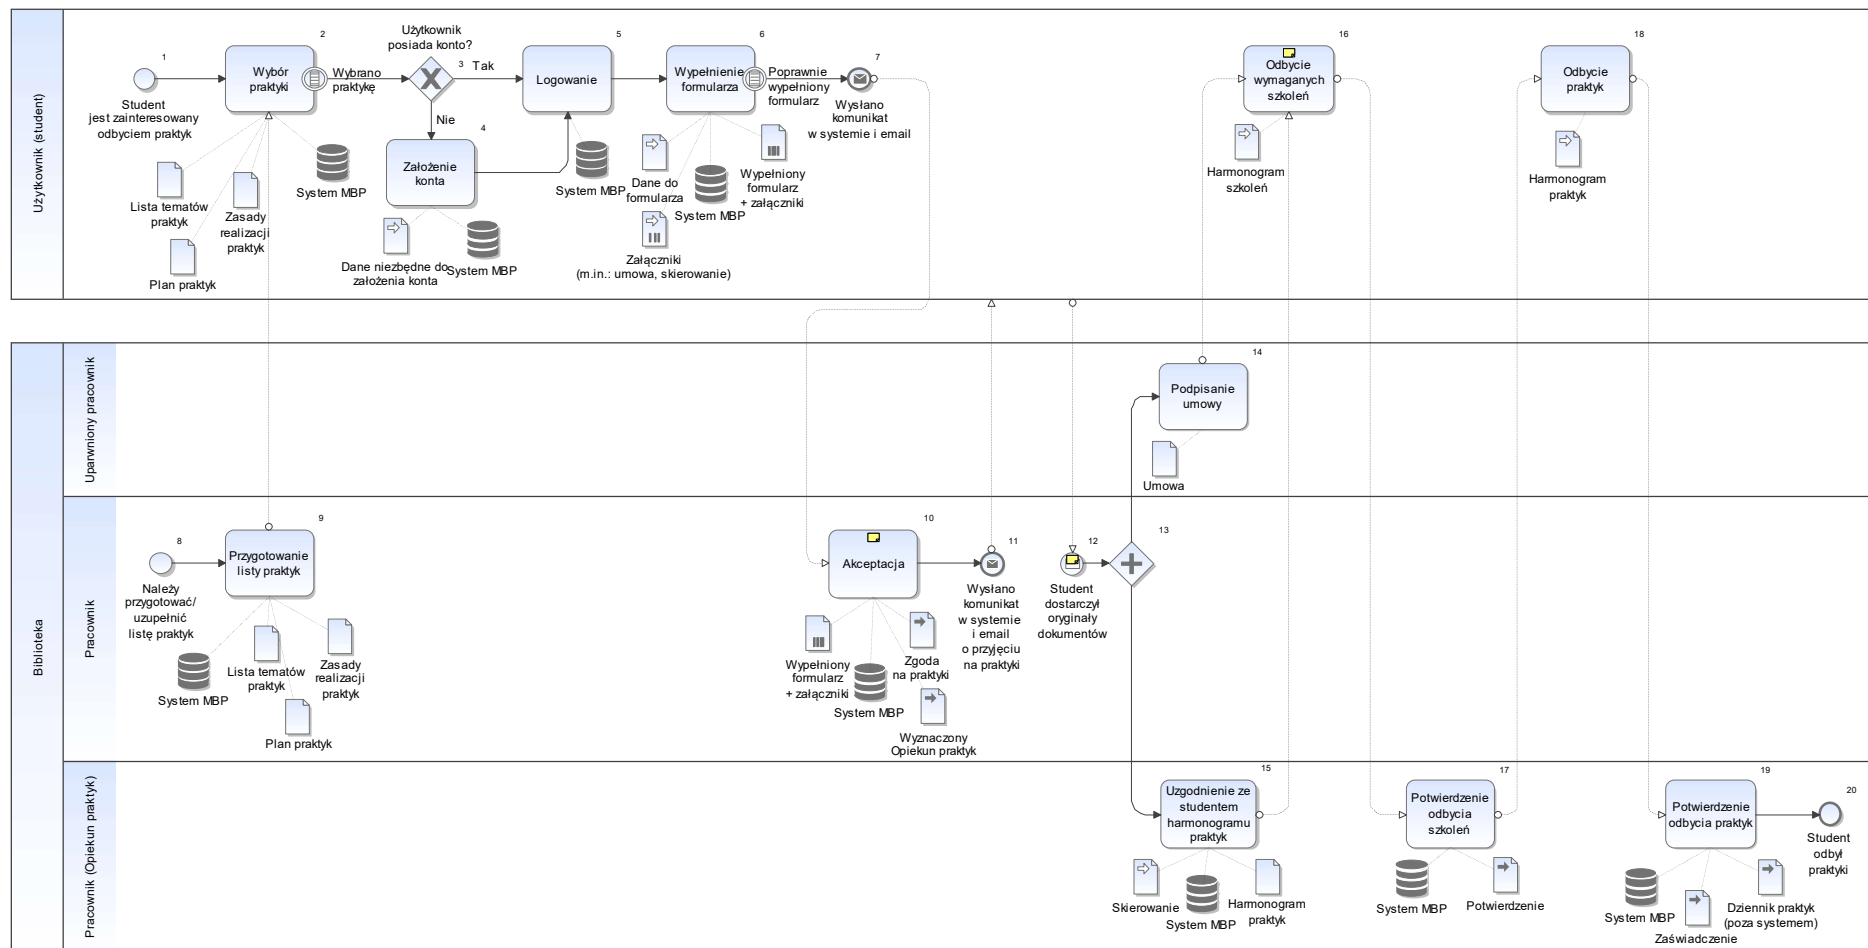 Użytkownik (student)
1
Student
jest zainteresowany
odbyciem praktyk
2
Wybór
praktyki
Wybrano
praktykę
Lista tematów
praktyk
Plan praktyk
Zasady
realizacji
praktyk
System MBP
Użytkownik
posiada konto?
3
Tak
Nie
4
Założenie
konta
Dane niezbędne do
założenia konta
System MBP
5
Logowanie
System MBP
6
Wypełnienie
formularza
Poprawnie
wypełniony
formularz
Dane do
formularza
System MBP
Wypełniony
formularz
+ załączniki
Załączniki
(m.in.: umowa, skierowanie)
7
Wysłano
komunikat
w systemie i email
16
Odbycie
wymaganych
szkoleń
Harmonogram
szkoleń
18
Odbycie
praktyk
Harmonogram
praktyk
Biblioteka
Uparwniony pracownik
14
Podpisanie
umowy
Umowa
Pracownik
8
Należy
przygotować/
uzupełnić
listę praktyk
9
Przygotowanie
listy praktyk
System MBP
Lista tematów
praktyk
Zasady
realizacji
praktyk
Plan praktyk
10
Akceptacja
Wypełniony
formularz
+ załączniki
System MBP
Zgoda
na praktyki
Wyznaczony
Opiekun praktyk
11
Wysłano
komunikat
w systemie
i email
o przyjęciu
na praktyki
12
Student
dostarczył
oryginały
dokumentów
13
Pracownik (Opiekun praktyk)
15
Uzgodnienie ze
studentem
harmonogramu
praktyk
Skierowanie
System MBP
Harmonogram
praktyk
17
Potwierdzenie
odbycia
szkoleń
System MBP
Potwierdzenie
19
Potwierdzenie
odbycia praktyk
System MBP
Zaświadczenie
Dziennik praktyk
(poza systemem)
20
Student
odbył
praktyki